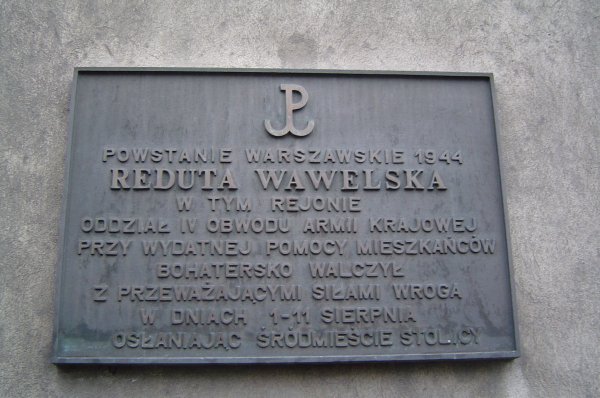 POWSTANIE WARSZAWSKIE 1944
REDUTA WAWELSKA
W TYM REJONIE
ODDZIAŁ IV OBWODU ARMII KRAJOWEJ
PRZY WYDATNEJ POMOCY MIESZKAŃCÓW
BOHATERSKO WALCZYŁ
Z PRZEWAŻAJĄCYMI SIŁAMI WROGA
W DNIACH 1-11 SIERPNIA
OSŁANIAJĄC ŚRÓDMIEŚCIE STOLICY